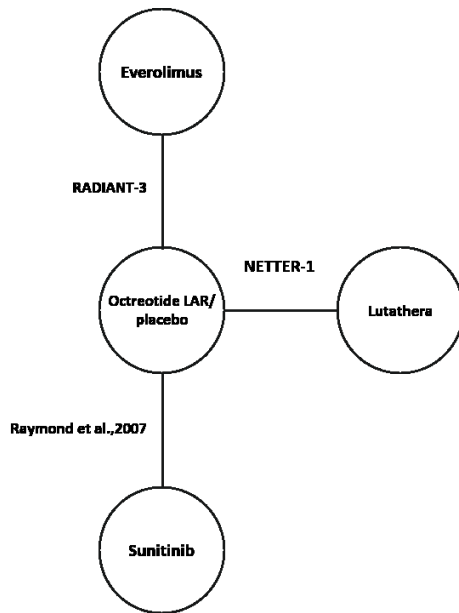 Everolimus
RADIANT-3
NETTER-1
Octreotide LAR/
placebo
Lutathera
Raymond et al.,2007
Sunitinib